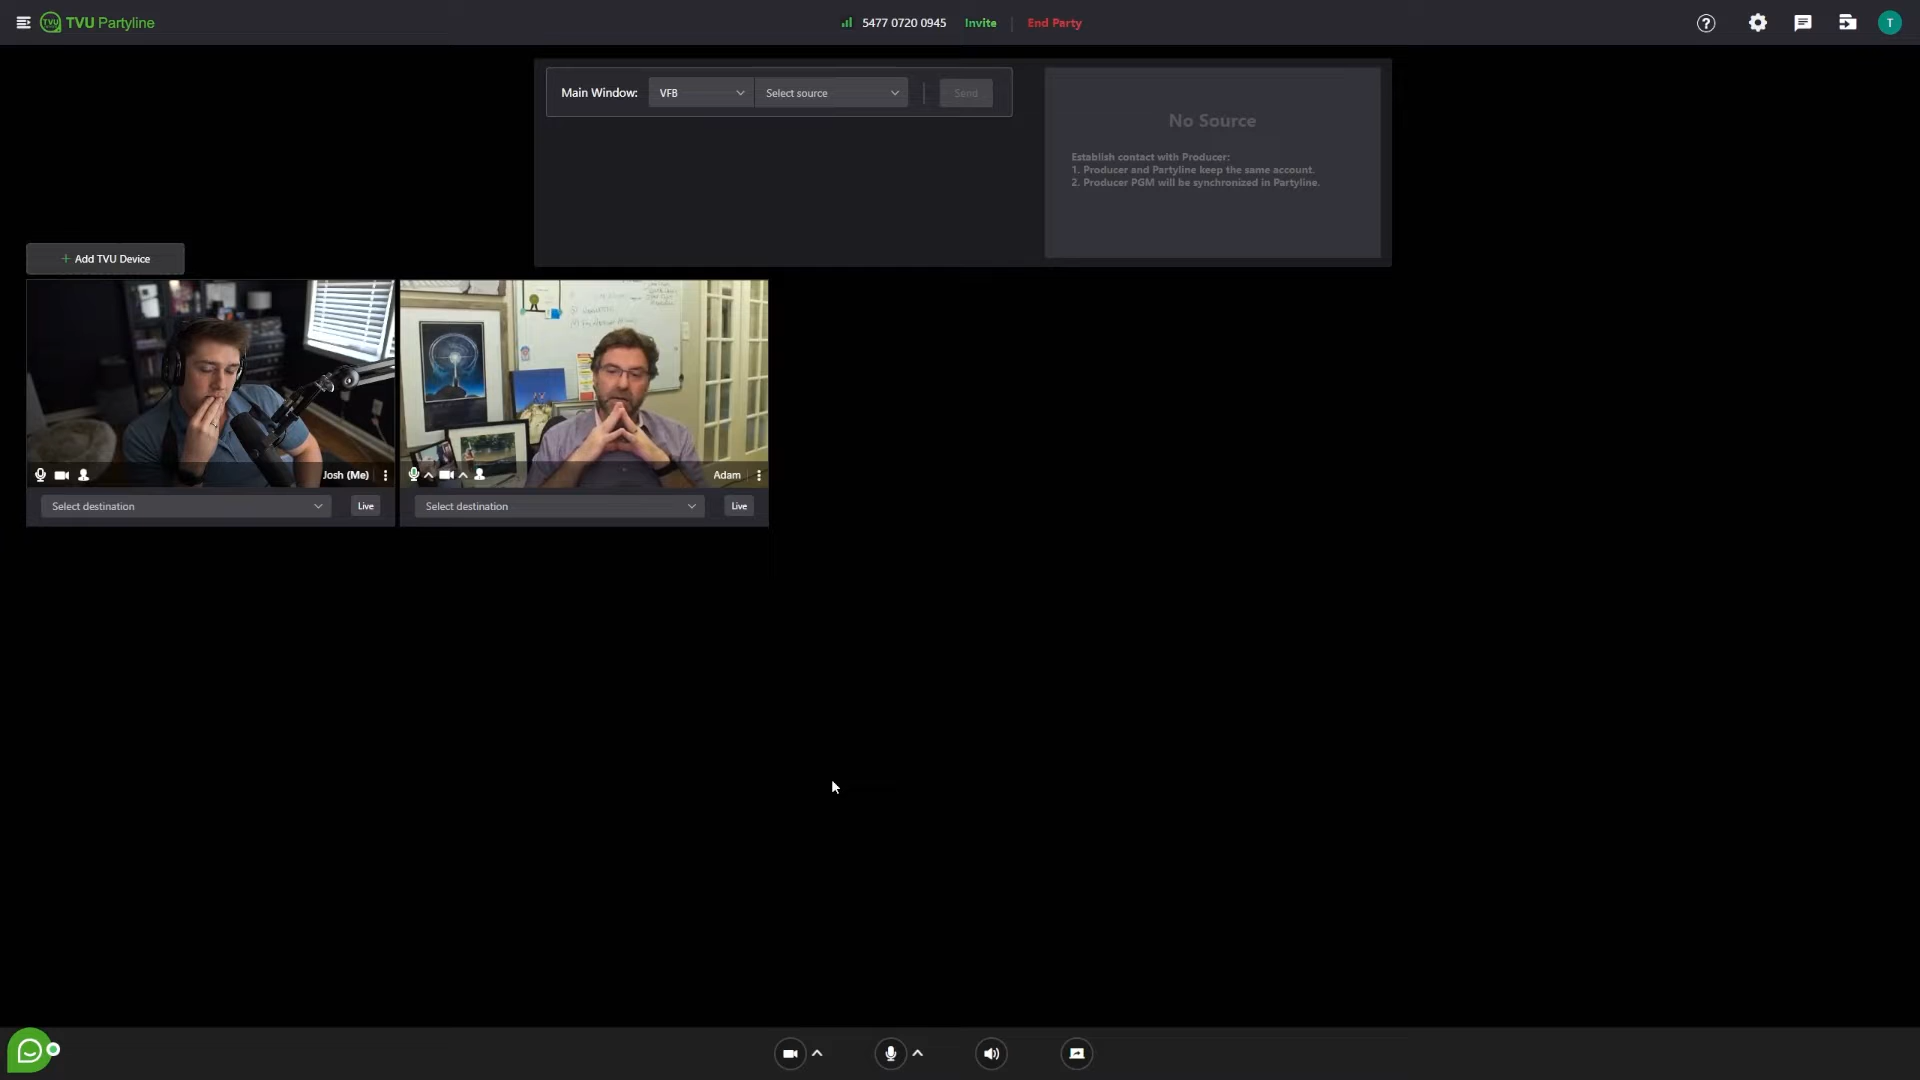 TVU Partyline
5477 0720 0945 Invite End Party
T
Main Window: VFB Select source Send
No Source
Establish contact with Producer:
1. Producer and Partyline keep the same account.
2. Producer PGM will be synchronized in Partyline.
+ Add TVU Device
Josh (Me)
Adam
Select destination Live
Select destination Live